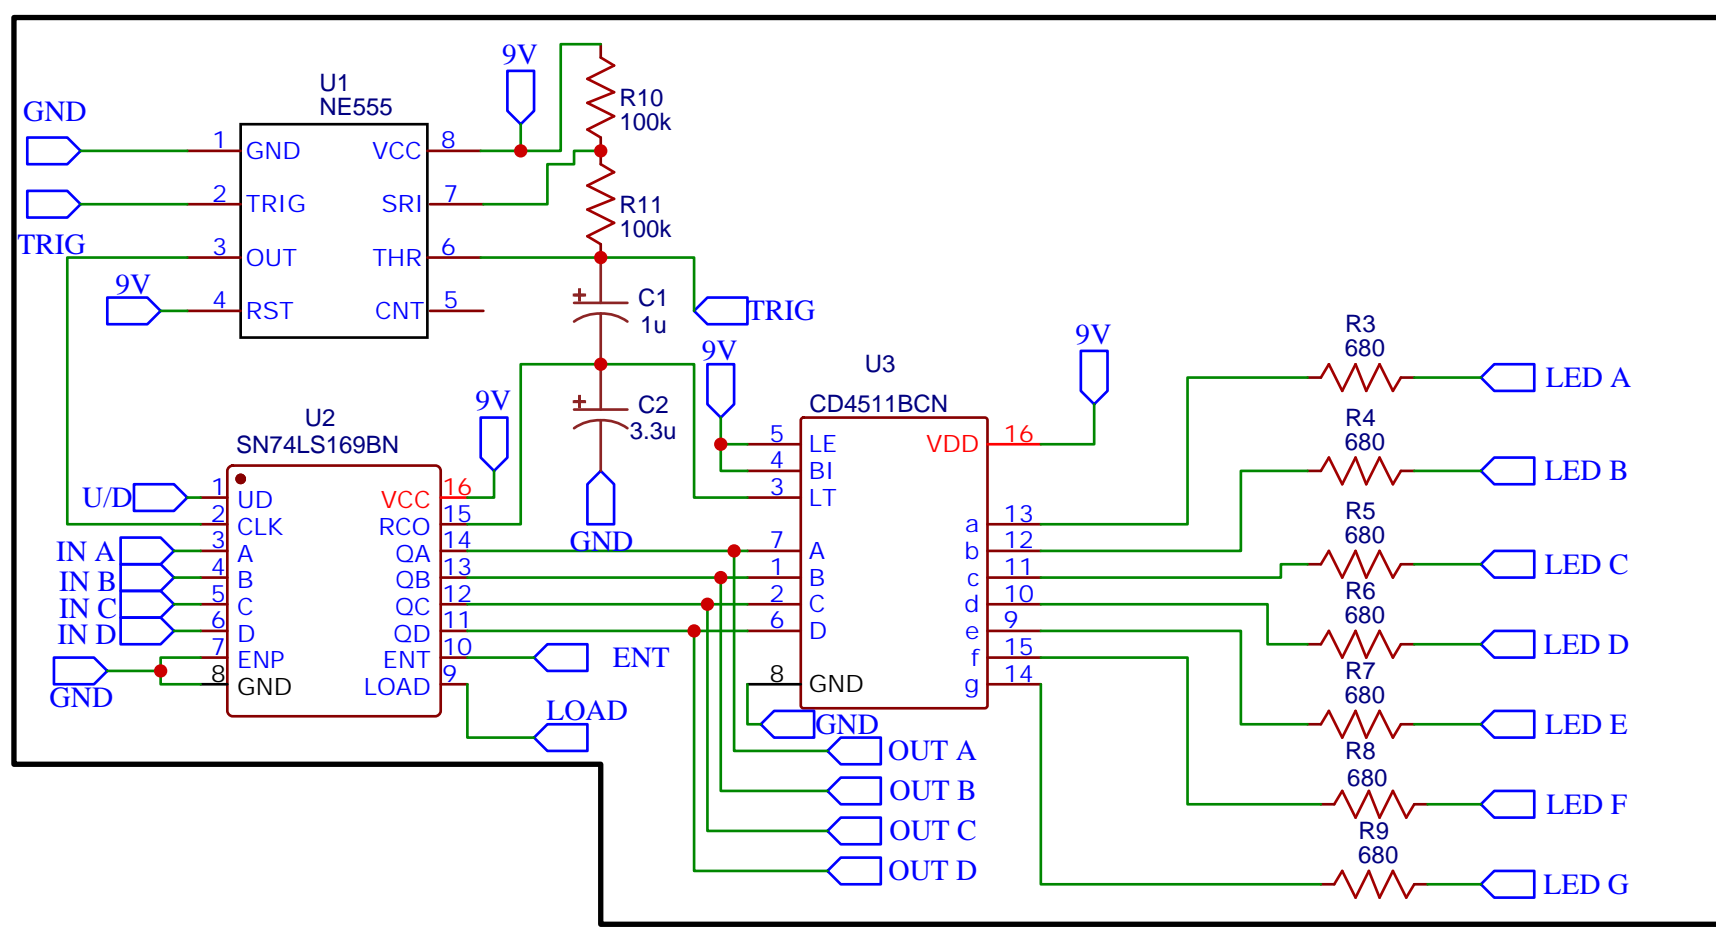 9V
U1
NE555
GND
1
GND
VCC
8
R10
100k
2
TRIG
SRI
7
R11
100k
TRIG
3
OUT
THR
6
9V
4
RST
CNT
5
+
C1
1u
TRIG
9V
9V
R3
680
LED A
U3
CD4511BCN
9V
+
C2
3.3u
U2
SN74LS169BN
R4
680
LED B
5
LE
VDD
16
4
BI
3
LT
U/D
1
UD
VCC
16
2
CLK
RCO
15
GND
a
13
R5
680
LED C
IN A
3
A
QA
14
7
A
b
12
IN B
4
B
QB
13
1
B
c
11
IN C
5
C
QC
12
2
C
d
10
R6
680
LED D
IN D
6
D
QD
11
6
D
e
9
7
ENP
ENT
10
ENT
f
15
GND
8
GND
LOAD
9
8
GND
g
14
R7
680
LED E
LOAD
GND
OUT A
R8
680
LED F
OUT B
OUT C
R9
680
LED G
OUT D